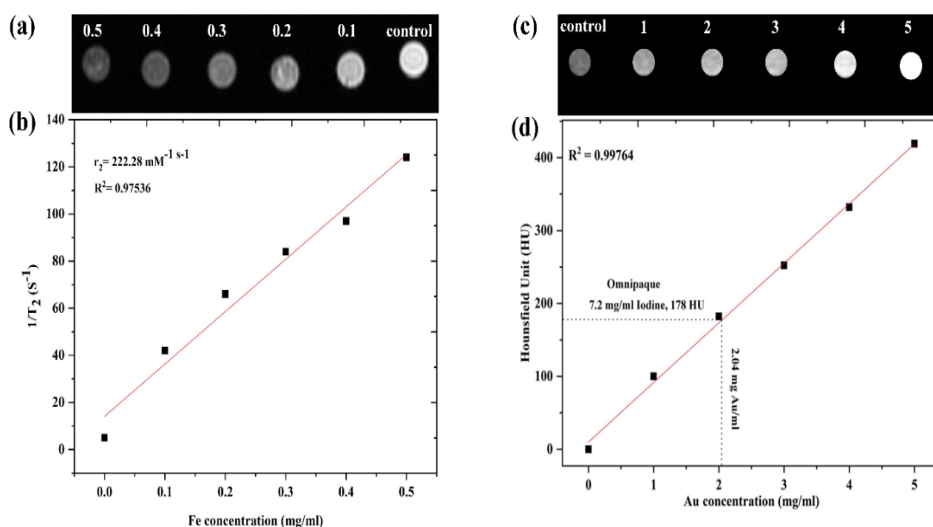 (a)
0.5 0.4 0.3 0.2 0.1 control
(b)
140
120
100
80
60
40
20
0
r2= 222.28 mM-1 s-1
R2= 0.97536
1/T2 (S-1)
0.0 0.1 0.2 0.3 0.4 0.5
Fe concentration (mg/ml)
(c)
control 1 2 3 4 5
(d)
400
300
200
100
0
R2 = 0.99764
Omnipaque
7.2 mg/ml Iodine, 178 HU
2.04 mg Au/ml
Hounsfield Unit (HU)
0 1 2 3 4 5
Au concentration (mg/ml)